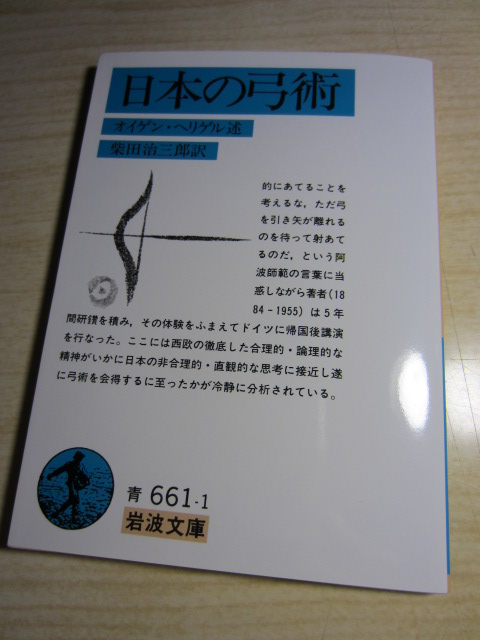 日本の弓術
オイゲン・ヘリゲル述
柴田治三郎訳
的にあてることを
考えるな，ただ弓
を引き矢が離れる
のを待って射あて
るのだ，という阿
波師範の言葉に当
惑しながら著者(18
84-1955)は5年
間研鑽を積み，その体験をふまえてドイツに帰国後講演
を行なった。ここには西欧の徹底した合理的・論理的な
精神がいかに日本の非合理的・直観的な思考に接近し遂
に弓術を会得するに至ったかが冷静に分析されている。
青 661-1
岩波文庫